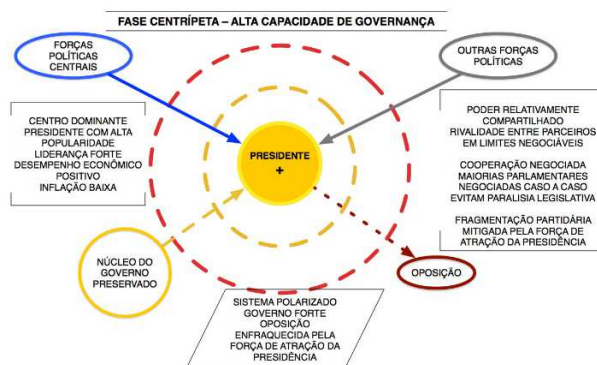 FASE CENTRÍPETA – ALTA CAPACIDADE DE GOVERNANÇA
FORÇAS
POLÍTICAS
CENTRAIS
OUTRAS FORÇAS
POLÍTICAS
CENTRO DOMINANTE
PRESIDENTE COM ALTA
POPULARIDADE
LIDERANÇA FORTE
DESEMPENHO ECONÔMICO
POSITIVO
INFLAÇÃO BAIXA
PRESIDENTE
+
PODER RELATIVAMENTE
COMPARTILHADO
RIVALIDADE ENTRE PARCEIROS
EM LIMITES NEGOCIÁVEIS
COOPERAÇÃO NEGOCIADA
MAIORIAS PARLAMENTARES
NEGOCIADAS CASO A CASO
EVITAM PARALISIA LEGISLATIVA
FRAGMENTAÇÃO PARTIDÁRIA
MITIGADA PELA FORÇA DE
ATRAÇÃO DA PRESIDÊNCIA
NÚCLEO DO
GOVERNO
PRESERVADO
OPOSIÇÃO
SISTEMA POLARIZADO
GOVERNO FORTE
OPOSIÇÃO
ENFRAQUECIDA PELA
FORÇA DE ATRAÇÃO DA
PRESIDÊNCIA